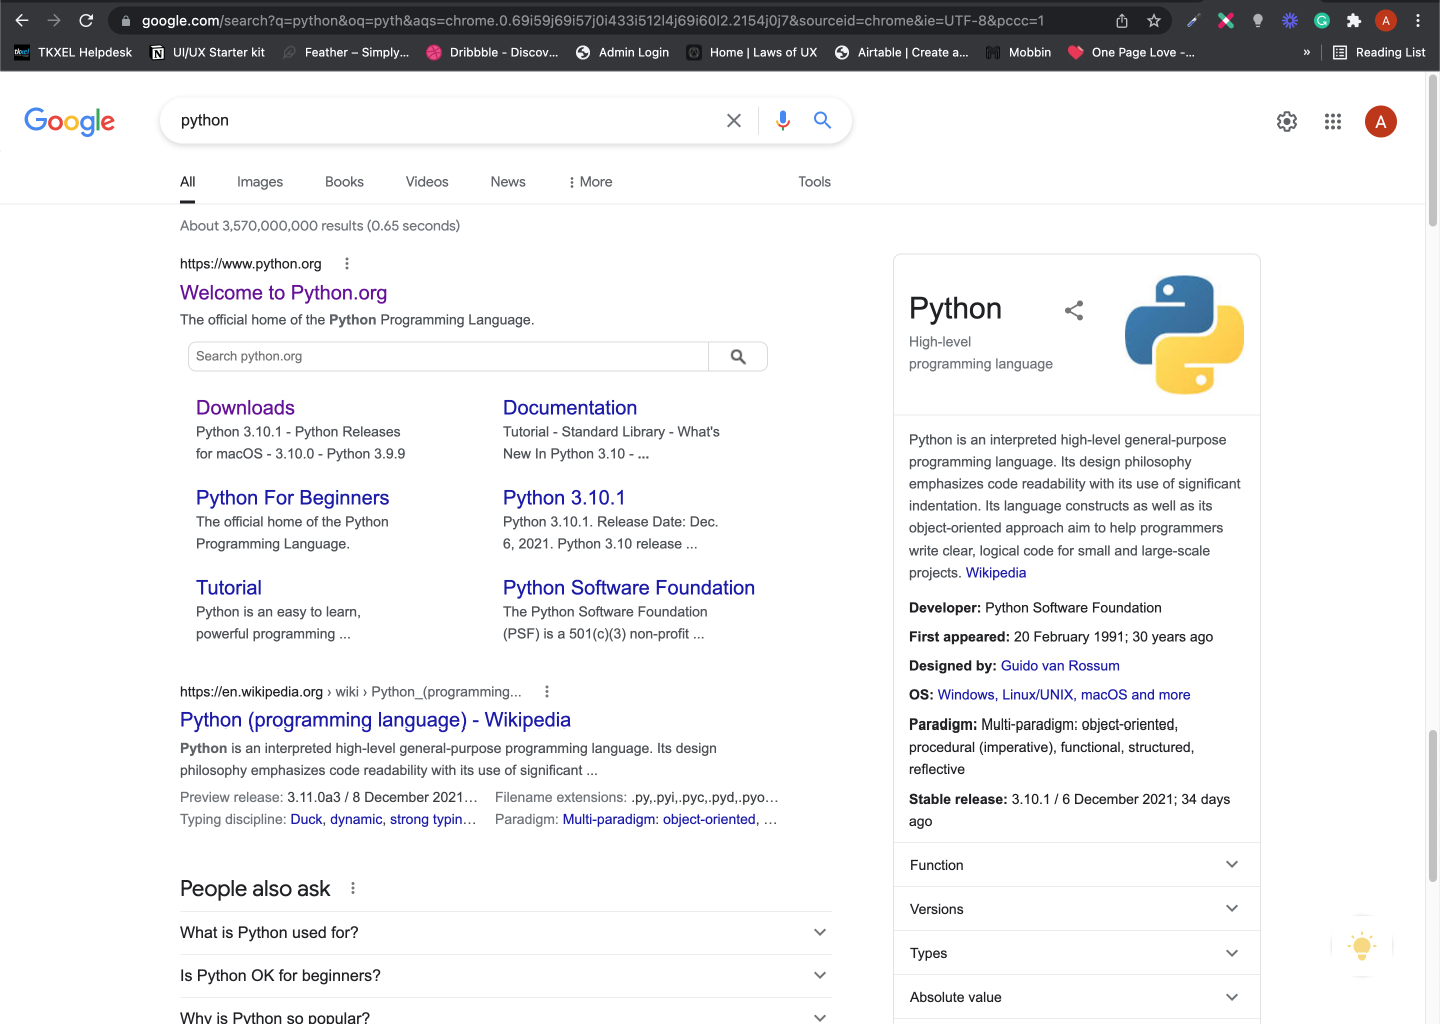 google.com/search?q=python&oq=pyth&aqs=chrome.0.69i59j69i57j0i433i512l4j69i60l2.2154j0j7&sourceid=chrome&ie=UTF-8&pccc=1
G
A
tkxel TKXEL Helpdesk
UI/UX Starter kit
Feather – Simply...
Dribbble - Discov...
Admin Login
Home | Laws of UX
Airtable | Create a...
Mobbin
One Page Love -...
»
Reading List
Google
python
A
All
Images
Books
Videos
News
More
Tools
About 3,570,000,000 results (0.65 seconds)
https://www.python.org
Welcome to Python.org
The official home of the Python Programming Language.
Search python.org
Downloads
Python 3.10.1 - Python Releases
for macOS - 3.10.0 - Python 3.9.9
Documentation
Tutorial - Standard Library - What's
New In Python 3.10 - ...
Python For Beginners
The official home of the Python
Programming Language.
Python 3.10.1
Python 3.10.1. Release Date: Dec.
6, 2021. Python 3.10 release ...
Tutorial
Python is an easy to learn,
powerful programming ...
Python Software Foundation
The Python Software Foundation
(PSF) is a 501(c)(3) non-profit ...
https://en.wikipedia.org › wiki › Python_(programming...
Python (programming language) - Wikipedia
Python is an interpreted high-level general-purpose programming language. Its design
philosophy emphasizes code readability with its use of significant ...
Preview release: 3.11.0a3 / 8 December 2021...
Filename extensions: .py,.pyi,.pyc,.pyd,.pyo...
Typing discipline: Duck, dynamic, strong typin...
Paradigm: Multi-paradigm: object-oriented, ...
People also ask
What is Python used for?
Is Python OK for beginners?
Why is Python so popular?
Python
High-level
programming language
Python is an interpreted high-level general-purpose
programming language. Its design philosophy
emphasizes code readability with its use of significant
indentation. Its language constructs as well as its
object-oriented approach aim to help programmers
write clear, logical code for small and large-scale
projects. Wikipedia
Developer: Python Software Foundation
First appeared: 20 February 1991; 30 years ago
Designed by: Guido van Rossum
OS: Windows, Linux/UNIX, macOS and more
Paradigm: Multi-paradigm: object-oriented,
procedural (imperative), functional, structured,
reflective
Stable release: 3.10.1 / 6 December 2021; 34 days
ago
Function
Versions
Types
Absolute value